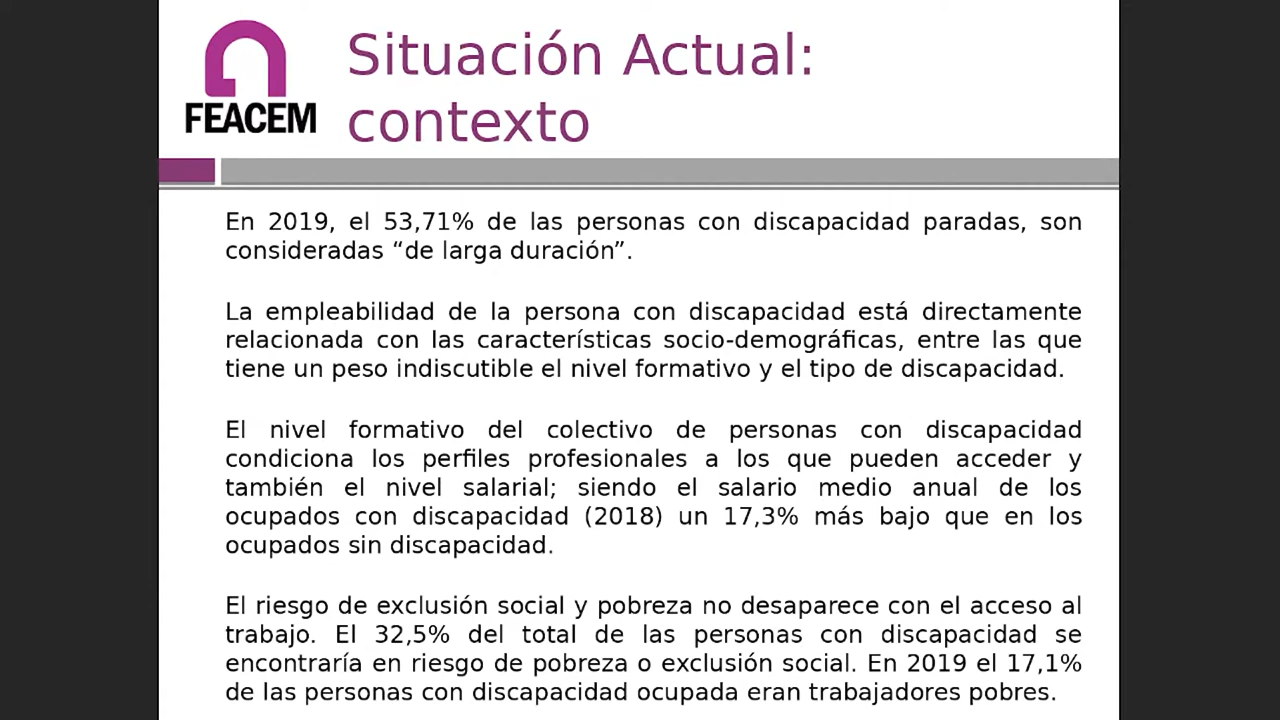 FEACEM
Situación Actual:
contexto
En 2019, el 53,71% de las personas con discapacidad paradas, son
consideradas “de larga duración”.
La empleabilidad de la persona con discapacidad está directamente
relacionada con las características socio-demográficas, entre las que
tiene un peso indiscutible el nivel formativo y el tipo de discapacidad.
El nivel formativo del colectivo de personas con discapacidad
condiciona los perfiles profesionales a los que pueden acceder y
también el nivel salarial; siendo el salario medio anual de los
ocupados con discapacidad (2018) un 17,3% más bajo que en los
ocupados sin discapacidad.
El riesgo de exclusión social y pobreza no desaparece con el acceso al
trabajo. El 32,5% del total de las personas con discapacidad se
encontraría en riesgo de pobreza o exclusión social. En 2019 el 17,1%
de las personas con discapacidad ocupada eran trabajadores pobres.